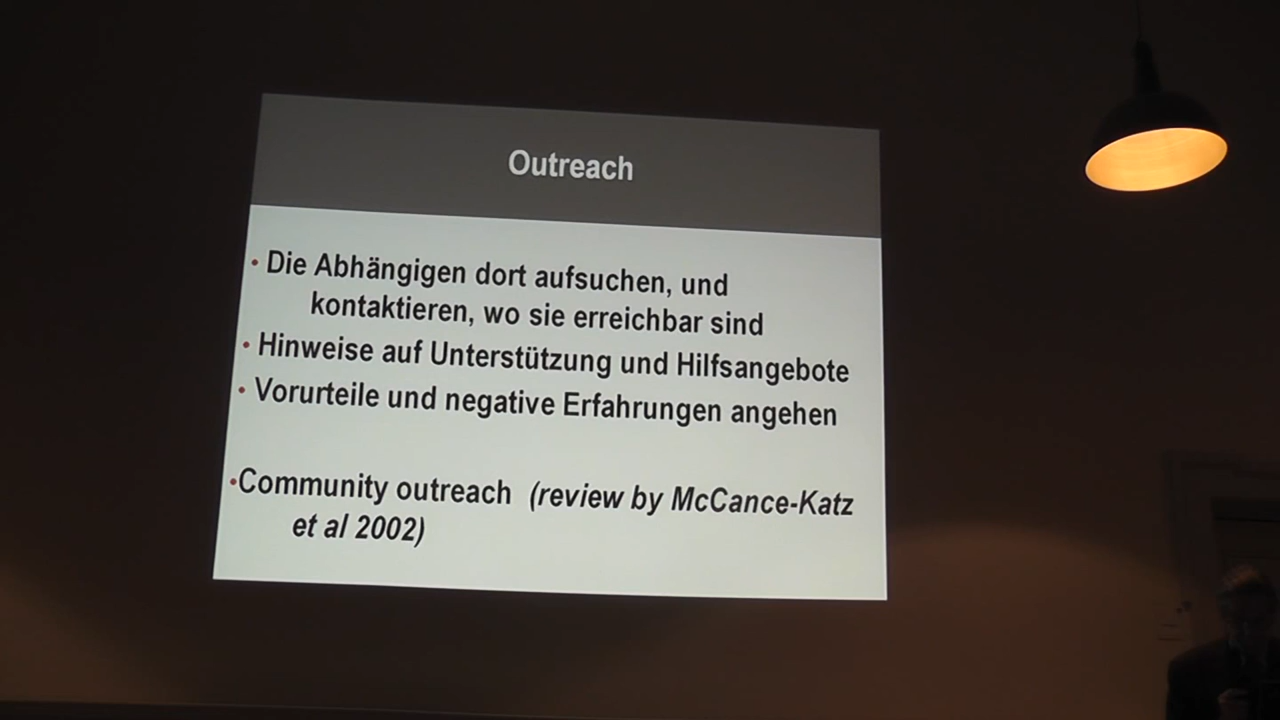 Outreach
• Die Abhängigen dort aufsuchen, und
kontaktieren, wo sie erreichbar sind
• Hinweise auf Unterstützung und Hilfsangebote
• Vorurteile und negative Erfahrungen angehen
•Community outreach (review by McCance-Katz
et al 2002)